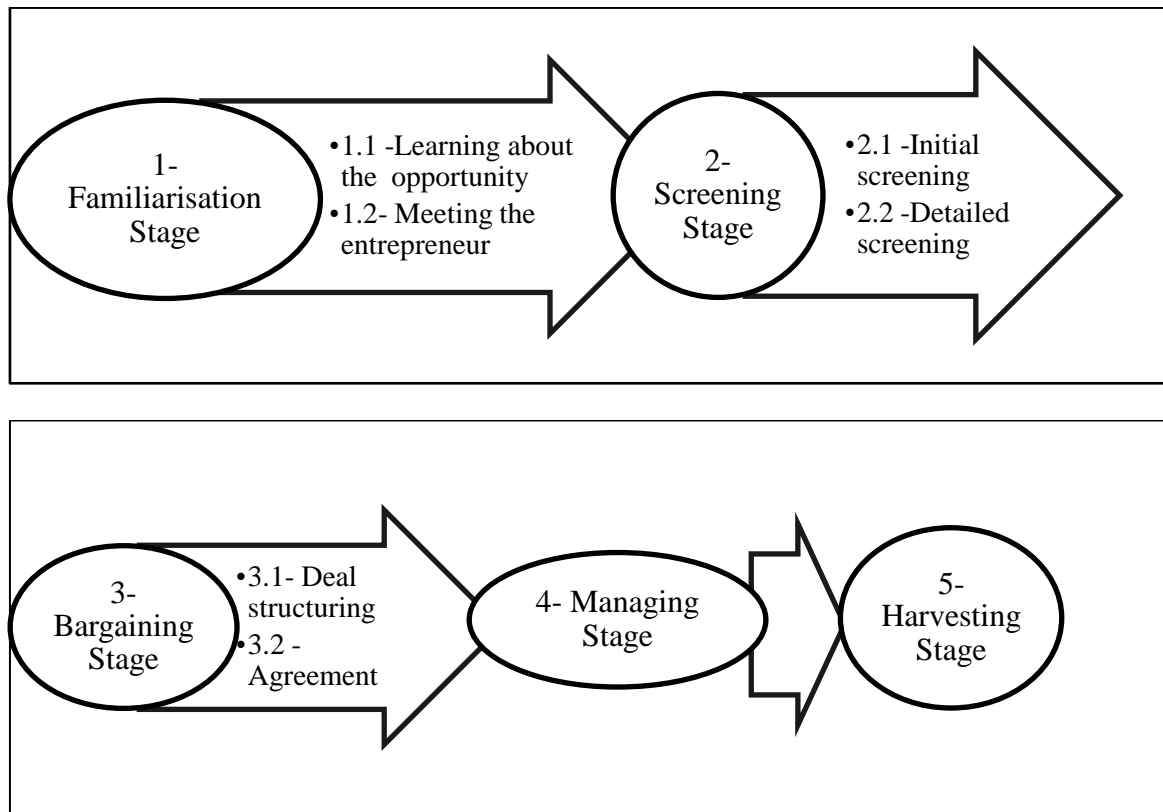 1-
Familiarisation
Stage
•1.1 -Learning about
the opportunity
•1.2- Meeting the
entrepreneur
2-
Screening
Stage
•2.1 -Initial
screening
•2.2 -Detailed
screening
3-
Bargaining
Stage
•3.1- Deal
structuring
•3.2 -
Agreement
4- Managing
Stage
5-
Harvesting
Stage